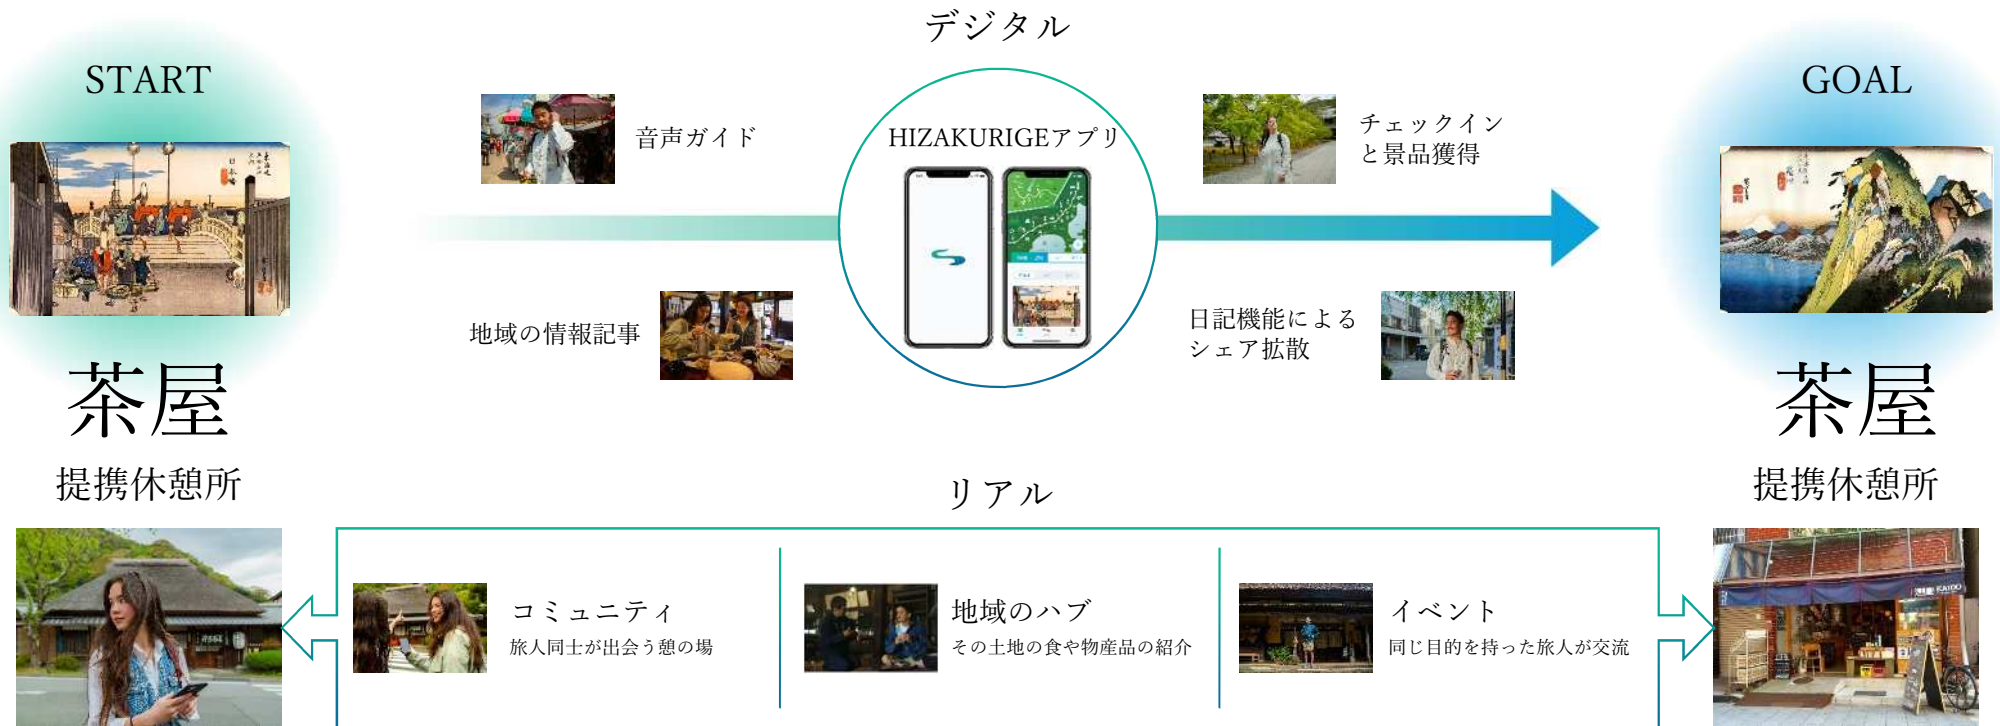 デジタル
START
音声ガイド
HIZAKURIGEアプリ
チェックイン
と景品獲得
GOAL
地域の情報記事
日記機能による
シェア拡散
茶屋
提携休憩所
茶屋
提携休憩所
リアル
コミュニティ
旅人同士が出会う憩の場
地域のハブ
その土地の食や物産品の紹介
イベント
同じ目的を持った旅人が交流